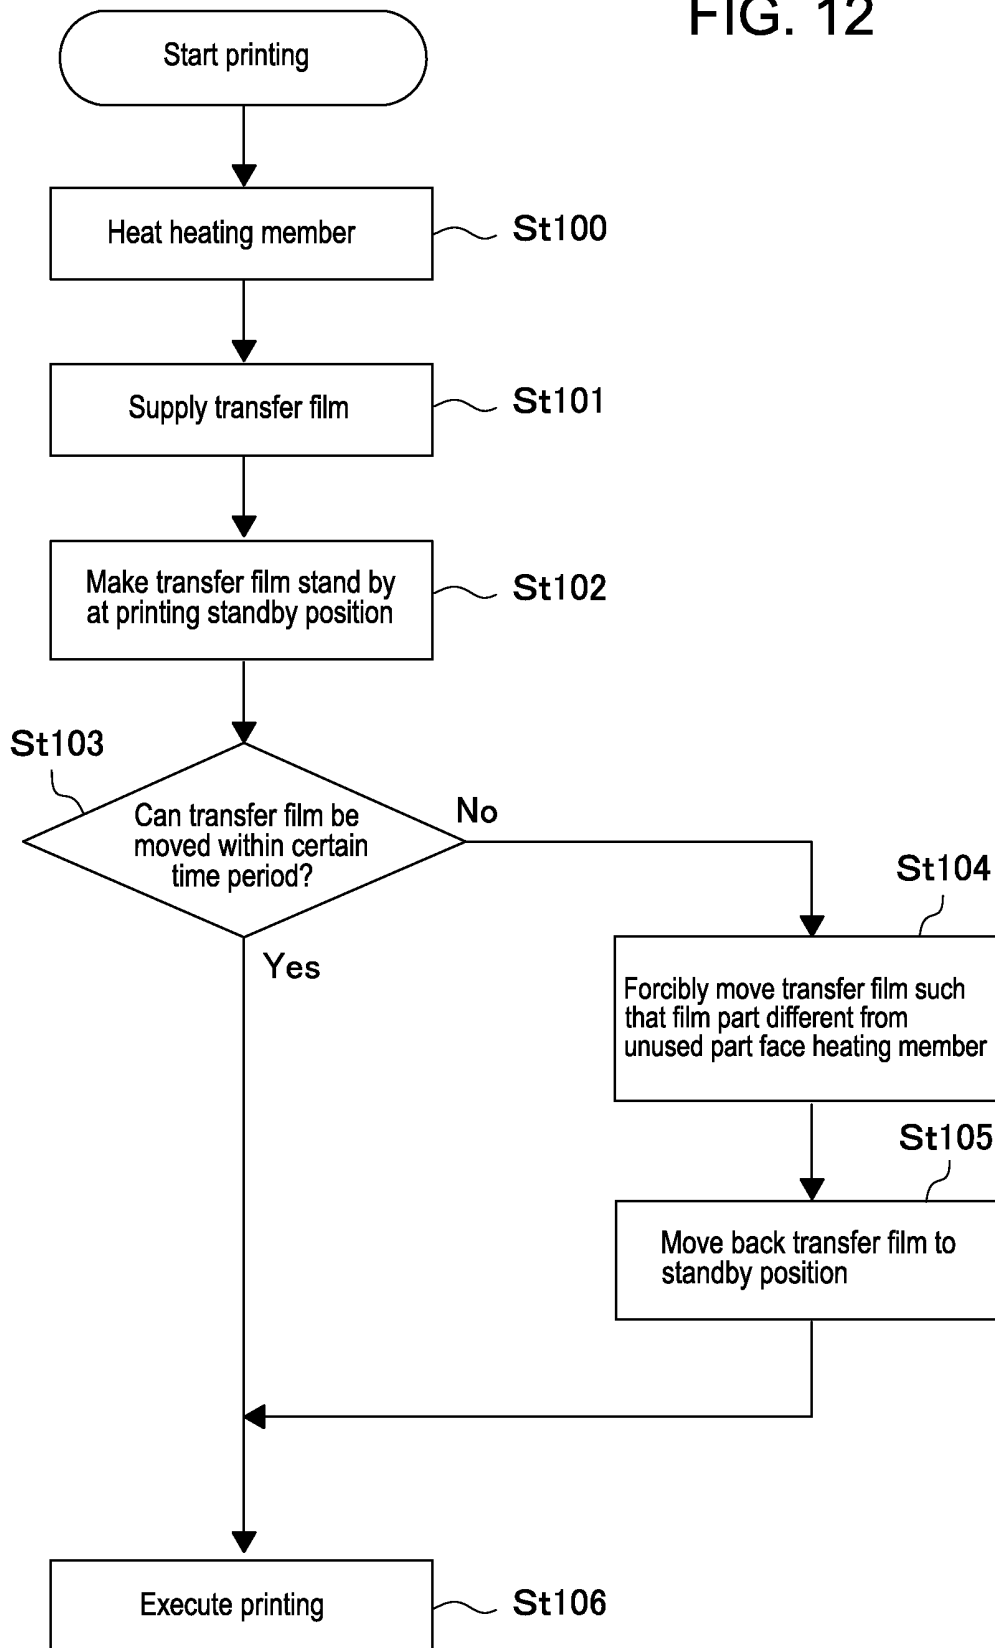 FIG. 12
Start printing
Heat heating member
St100
Supply transfer film
St101
Make transfer film stand by
at printing standby position
St102
St103
Can transfer film be
moved within certain
time period?
No
Yes
St104
Forcibly move transfer film such
that film part different from
unused part face heating member
St105
Move back transfer film to
standby position
Execute printing
St106